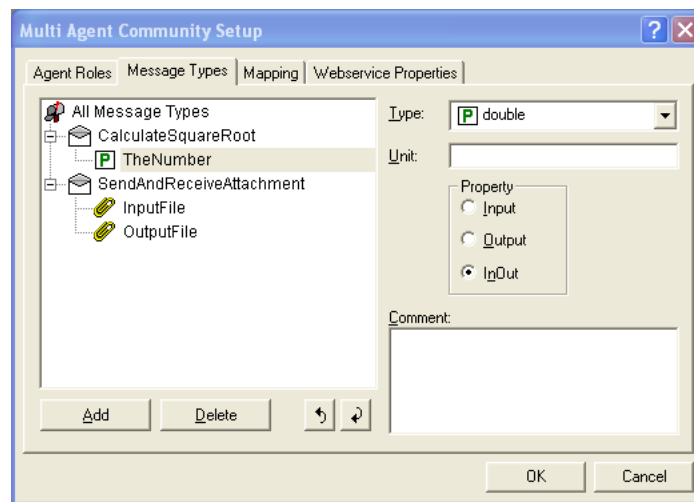 Multi Agent Community Setup
Agent Roles Message Types Mapping Webservice Properties
All Message Types
CalculateSquareRoot
P TheNumber
SendAndReceiveAttachment
InputFile
OutputFile
Type: P double
Unit:
Property
Input
Output
InOut
Comment:
Add Delete
OK Cancel